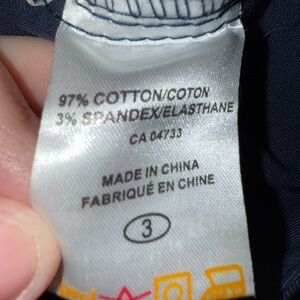 97% COTTON/COTON
3% SPANDEX/ELASTHANE
CA 04733
MADE IN CHINA
FABRIQUÉ EN CHINE
3